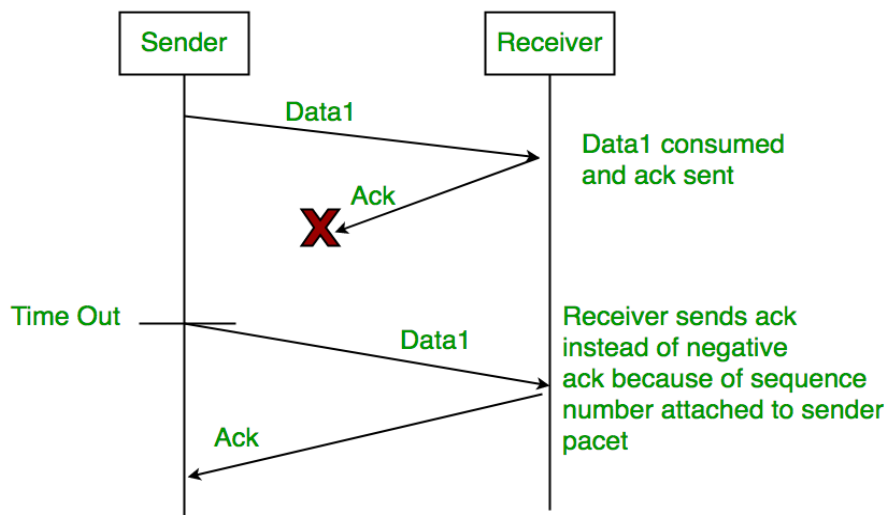 Sender
Receiver
Data1
Data1 consumed
and ack sent
Ack
X
Time Out
Data1
Receiver sends ack
instead of negative
ack because of sequence
number attached to sender
pacet
Ack